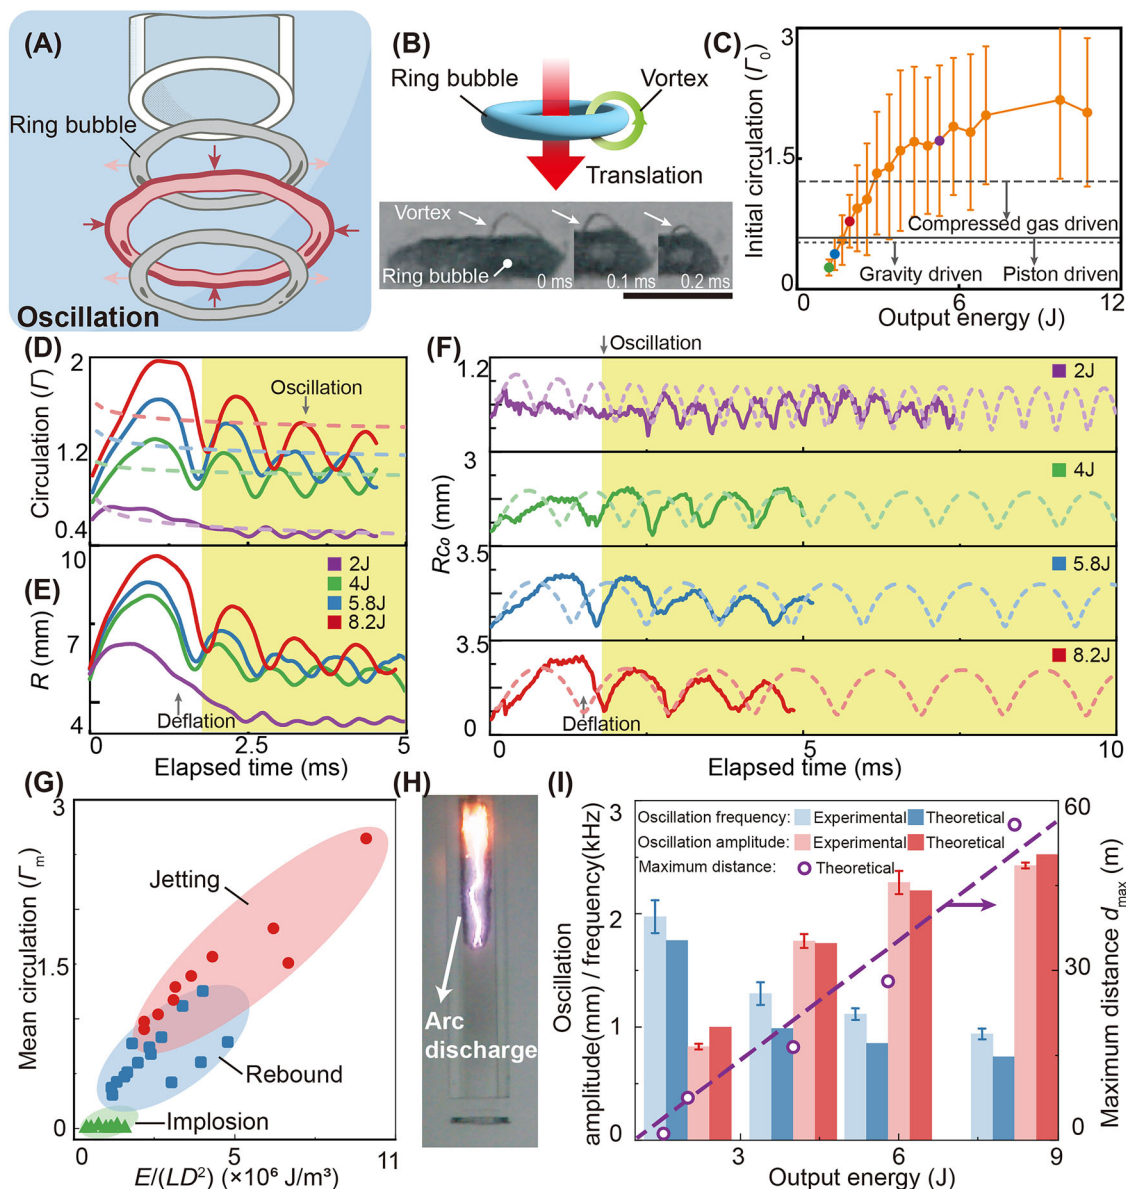 (A)
Ring bubble
Oscillation
(B)
Ring bubble
Vortex
Translation
Vortex
Ring bubble
0 ms
0.1 ms
0.2 ms
(C)
Initial circulation (Γ₀)
3
1.5
0
Compressed gas driven
Gravity driven
Piston driven
0
6
12
Output energy (J)
(D)
Circulation (Γ)
2
1.2
0.4
Oscillation
(E)
R (mm)
10
7
4
2J
4J
5.8J
8.2J
Deflation
0
2.5
5
Elapsed time (ms)
(F)
Oscillation
R_C₀ (mm)
1.2
2J
3
4J
3.5
5.8J
3.5
8.2J
0
Deflation
0
5
10
Elapsed time (ms)
(G)
Mean circulation (Γₘ)
3
1.5
0
Jetting
Rebound
Implosion
0
5
11
E/(LD²) (×10⁶ J/m³)
(H)
Arc
discharge
(I)
Oscillation
amplitude(mm) / frequency(kHz)
3
2
1
0
Oscillation frequency: Experimental Theoretical
Oscillation amplitude: Experimental Theoretical
Maximum distance: Theoretical
60
30
0
Maximum distance d_max (m)
3
6
9
Output energy (J)